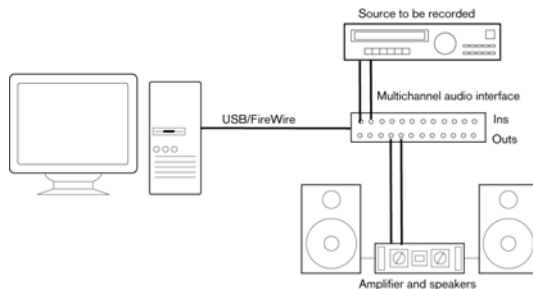 Source to be recorded
Multichannel audio interface
USB/FireWire
Ins
Outs
Amplifier and speakers